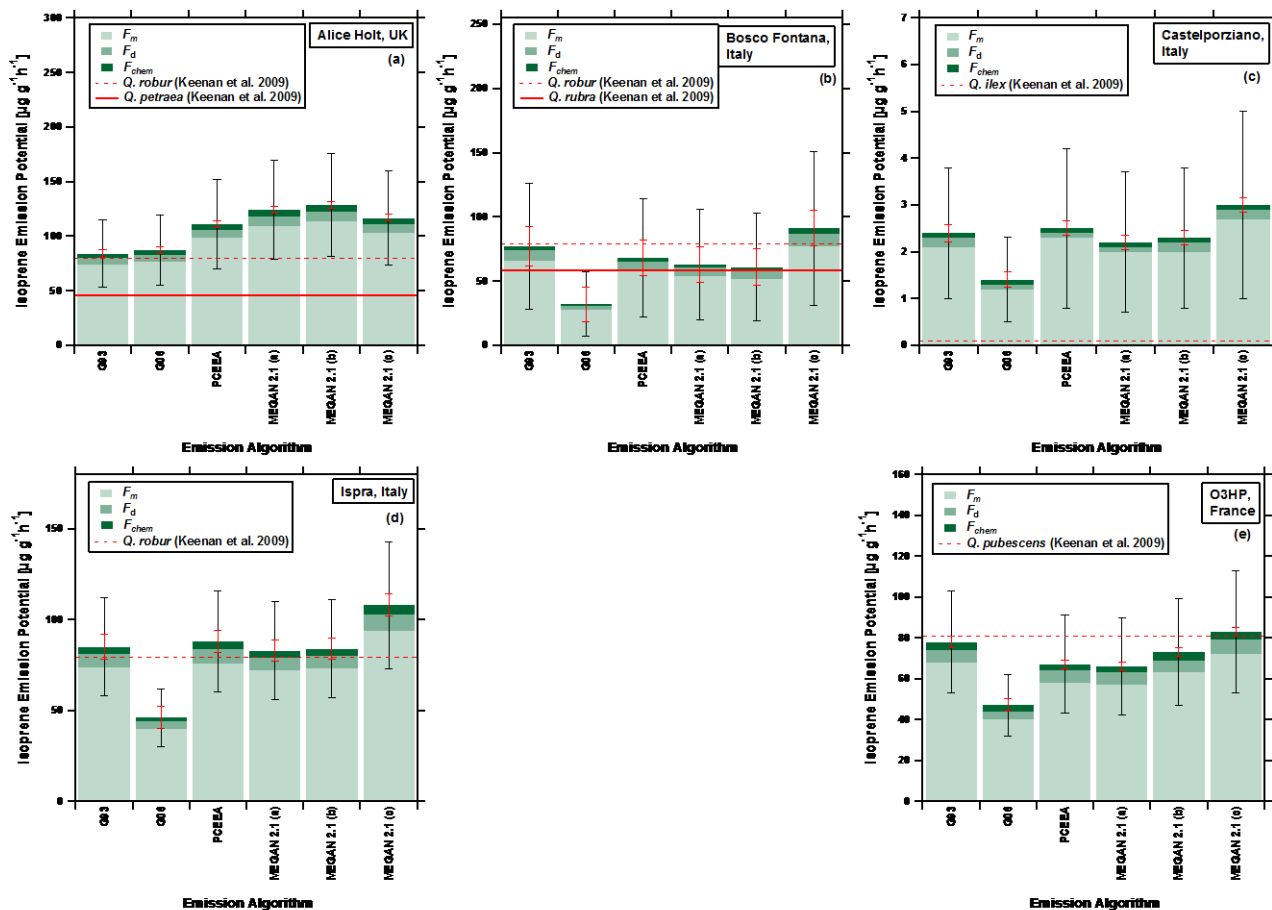 Isoprene Emission Potential [µg g⁻¹h⁻¹]
300
250
200
150
100
50
0
Fm
Fd
Fchem
Q. robur (Keenan et al. 2009)
Q. petraea (Keenan et al. 2009)
Alice Holt, UK
(a)
G93
G06
PCEEA
MEGAN 2.1 (a)
MEGAN 2.1 (b)
MEGAN 2.1 (c)
Emission Algorithm
Isoprene Emission Potential [µg g⁻¹h⁻¹]
250
200
150
100
50
0
Fm
Fd
Fchem
Q. robur (Keenan et al. 2009)
Q. rubra (Keenan et al. 2009)
Bosco Fontana,
Italy
(b)
G93
G06
PCEEA
MEGAN 2.1 (a)
MEGAN 2.1 (b)
MEGAN 2.1 (c)
Emission Algorithm
Isoprene Emission Potential [µg g⁻¹h⁻¹]
7
6
5
4
3
2
1
0
Fm
Fd
Fchem
Q. ilex (Keenan et al. 2009)
Castelporziano,
Italy
(c)
G93
G06
PCEEA
MEGAN 2.1 (a)
MEGAN 2.1 (b)
MEGAN 2.1 (c)
Emission Algorithm
Isoprene Emission Potential [µg g⁻¹h⁻¹]
150
100
50
0
Fm
Fd
Fchem
Q. robur (Keenan et al. 2009)
Ispra, Italy
(d)
G93
G06
PCEEA
MEGAN 2.1 (a)
MEGAN 2.1 (b)
MEGAN 2.1 (c)
Emission Algorithm
Isoprene Emission Potential [µg g⁻¹h⁻¹]
160
140
120
100
80
60
40
20
0
Fm
Fd
Fchem
Q. pubescens (Keenan et al. 2009)
O3HP,
France
(e)
G93
G06
PCEEA
MEGAN 2.1 (a)
MEGAN 2.1 (b)
MEGAN 2.1 (c)
Emission Algorithm